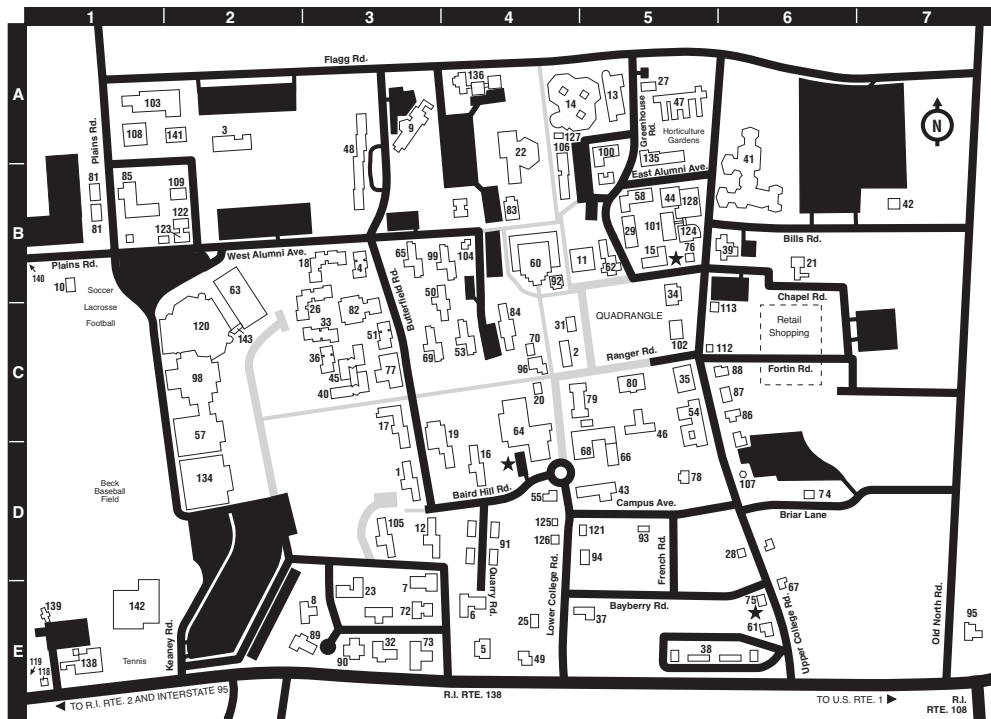 1 2 3 4 5 6 7
A
B
C
D
E
Flagg Rd.
136
27
13
14
47
103
Plains Rd.
9
Greenhouse Rd.
N
108
141
3
127
Horticulture
Gardens
48
22
106
100
135
41
East Alumni Ave.
81
85
109
58
44
128
42
83
122
81
123
29
101
124
Bills Rd.
West Alumni Ave.
65
99
104
60
11
62
15
76
39
Plains Rd.
140
10
18
4
92
21
Soccer
63
Butterfield Rd.
50
34
Chapel Rd.
Lacrosse
26
82
84
QUADRANGLE
113
Retail
Shopping
Football
120
33
31
143
51
70
69
53
2
Ranger Rd.
102
112
36
98
45
77
96
Fortin Rd.
88
40
20
80
35
87
79
17
54
86
19
64
57
46
16
68
66
1
134
78
107
Beck
Baseball
Field
Baird Hill Rd.
43
74
55
Campus Ave.
Briar Lane
105
12
125
121
93
91
126
94
28
French Rd.
Quarry Rd.
Lower College Rd.
7
23
67
8
Bayberry Rd.
75
139
142
72
6
37
Old North Rd.
25
61
95
Keaney Rd.
89
Upper College Rd.
32
73
5
38
119
118
138
Tennis
90
49
TO R.I. RTE. 2 AND INTERSTATE 95
R.I. RTE. 138
TO U.S. RTE. 1
R.I.
RTE. 108